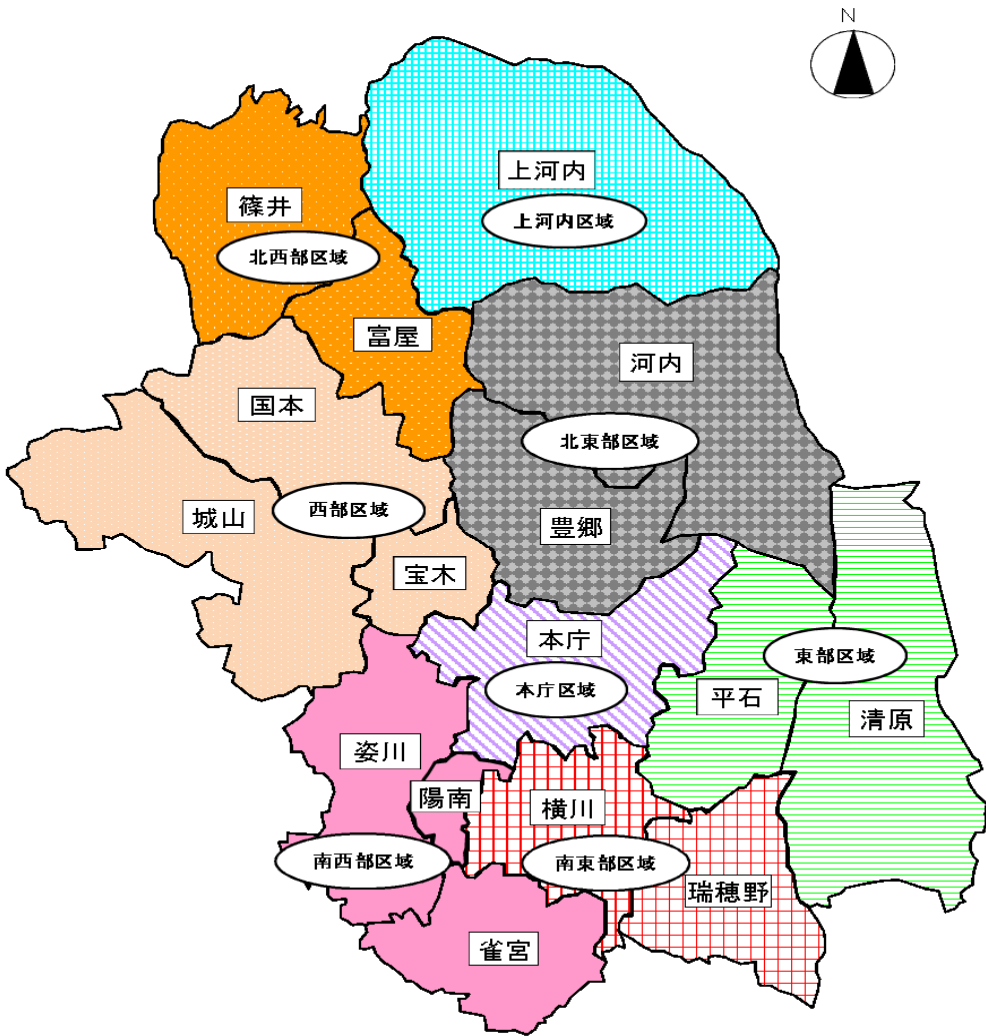 N
上河内
上河内区域
篠井
北西部区域
富屋
河内
国本
北東部区域
城山
西部区域
豊郷
宝木
本庁
本庁区域
東部区域
平石
清原
姿川
陽南
横川
南西部区域
南東部区域
瑞穂野
雀宮